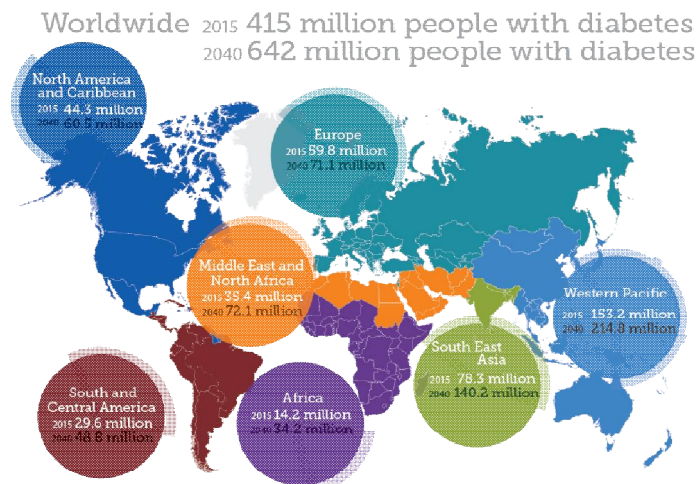 Worldwide 2015 415 million people with diabetes
2040 642 million people with diabetes
North America
and Caribbean
2015 44.3 million
2040 60.5 million
Europe
2015 59.8 million
2040 71.1 million
Middle East and
North Africa
2015 35.4 million
2040 72.1 million
Western Pacific
2015 153.2 million
2040 214.8 million
South East
Asia
2015 78.3 million
2040 140.2 million
South and
Central America
2015 29.6 million
2040 48.8 million
Africa
2015 14.2 million
2040 34.2 million